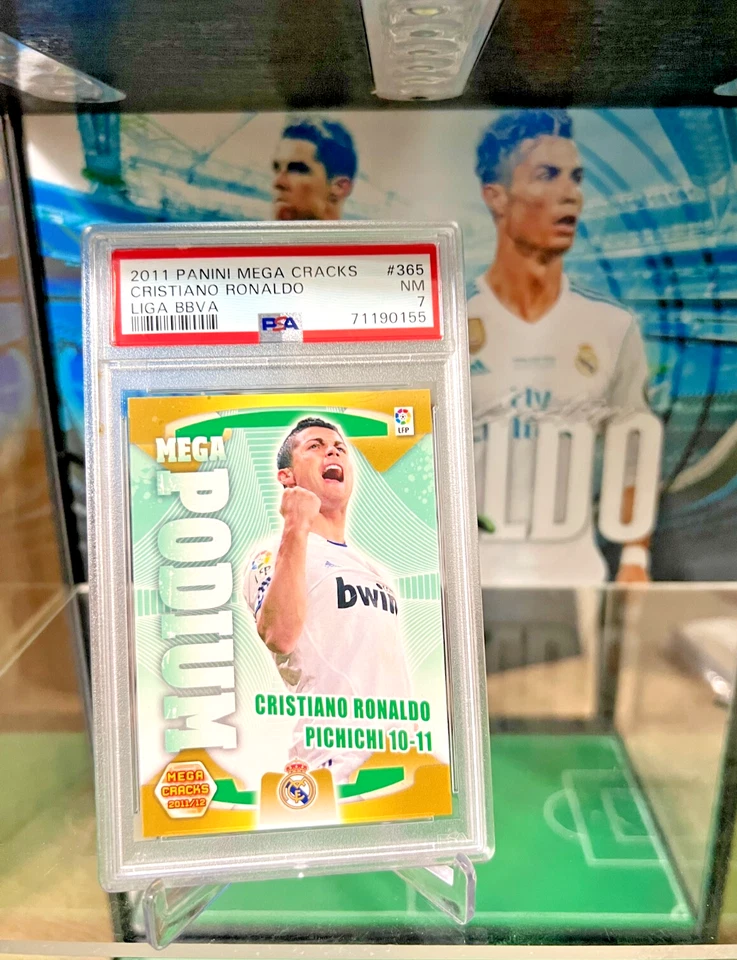 2011 PANINI MEGA CRACKS #365
CRISTIANO RONALDO NM
LIGA BBVA PSA 7
71190155
LFP
MEGA
PODIUM
bwin
CRISTIANO RONALDO
PICHICHI 10-11
MEGA
CRACKS
2011/12
LDO